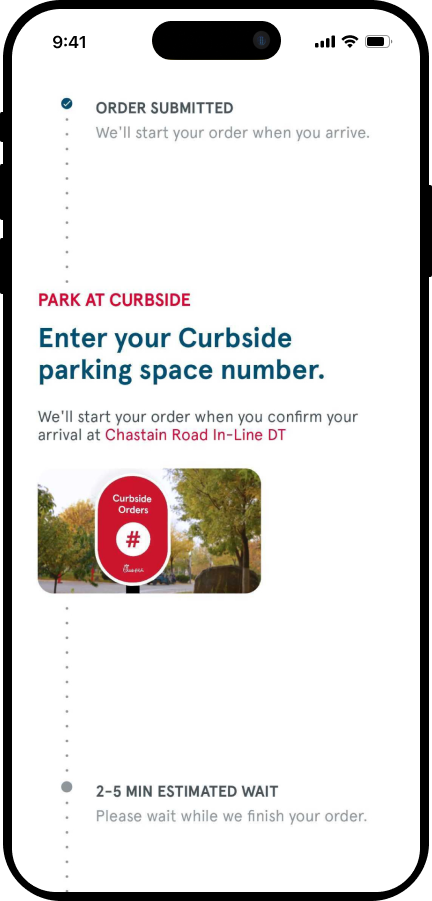 9:41
ORDER SUBMITTED
We'll start your order when you arrive.
PARK AT CURBSIDE
Enter your Curbside
parking space number.
We'll start your order when you confirm your
arrival at Chastain Road In-Line DT
Curbside
Orders
#
2-5 MIN ESTIMATED WAIT
Please wait while we finish your order.